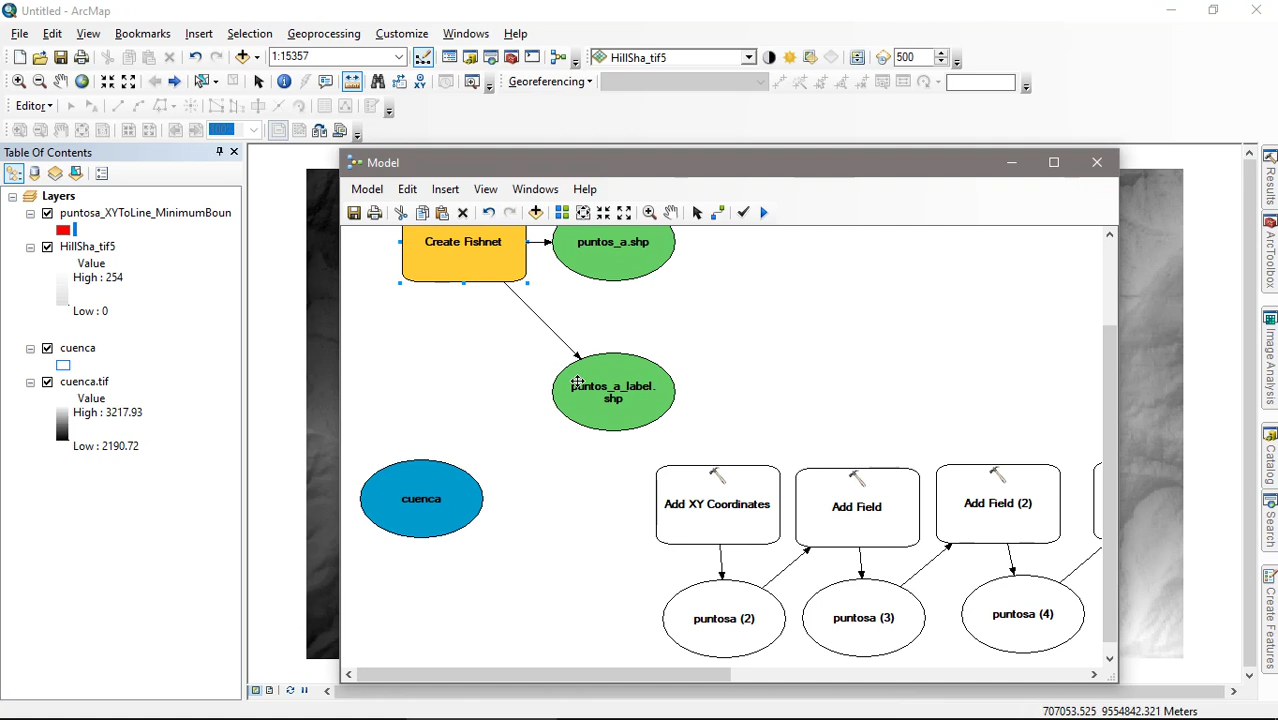 Untitled - ArcMap
File Edit View Bookmarks Insert Selection Geoprocessing Customize Windows Help
1:15357
HillSha_tif5
500
Georeferencing
Editor
Table Of Contents
Layers
puntosa_XYToLine_MinimumBoun
HillSha_tif5
Value
High : 254
Low : 0
cuenca
cuenca.tif
Value
High : 3217.93
Low : 2190.72
Model
Model Edit Insert View Windows Help
Create Fishnet
puntos_a.shp
puntos_a_label.
shp
cuenca
Add XY Coordinates
Add Field
Add Field (2)
puntosa (2)
puntosa (3)
puntosa (4)
Results
ArcToolbox
Image Analysis
Catalog
Search
Create Features
707053.525 9554842.321 Meters